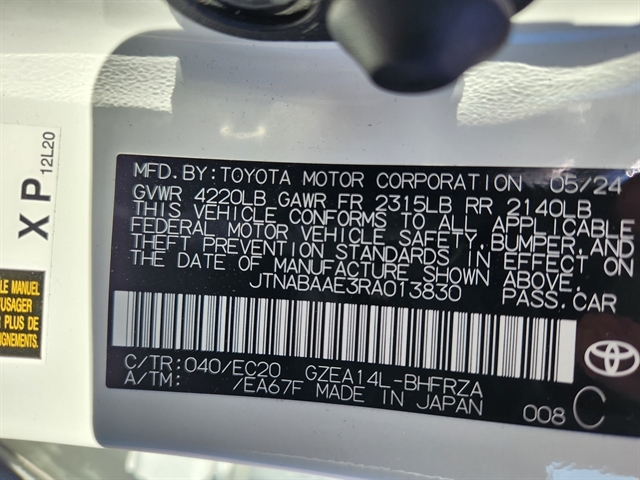 MFD.BY:TOYOTA MOTOR CORPORATION 05/24
GVWR 4220LB GAWR FR 2315LB RR 2140LB
THIS VEHICLE CONFORMS TO ALL APPLICABLE
FEDERAL MOTOR VEHICLE SAFETY,BUMPER,AND
THEFT PREVENTION STANDARDS IN EFFECT ON
THE DATE OF MANUFACTURE SHOWN ABOVE.
JTNABAAE3RA013830 PASS.CAR
C/TR:040/EC20 GZEA14L-BHFRZA
A/TM: /EA67F MADE IN JAPAN 008 C
XP
12L20
LE MANUEL
USAGER
R PLUS DE
IGNEMENTS.